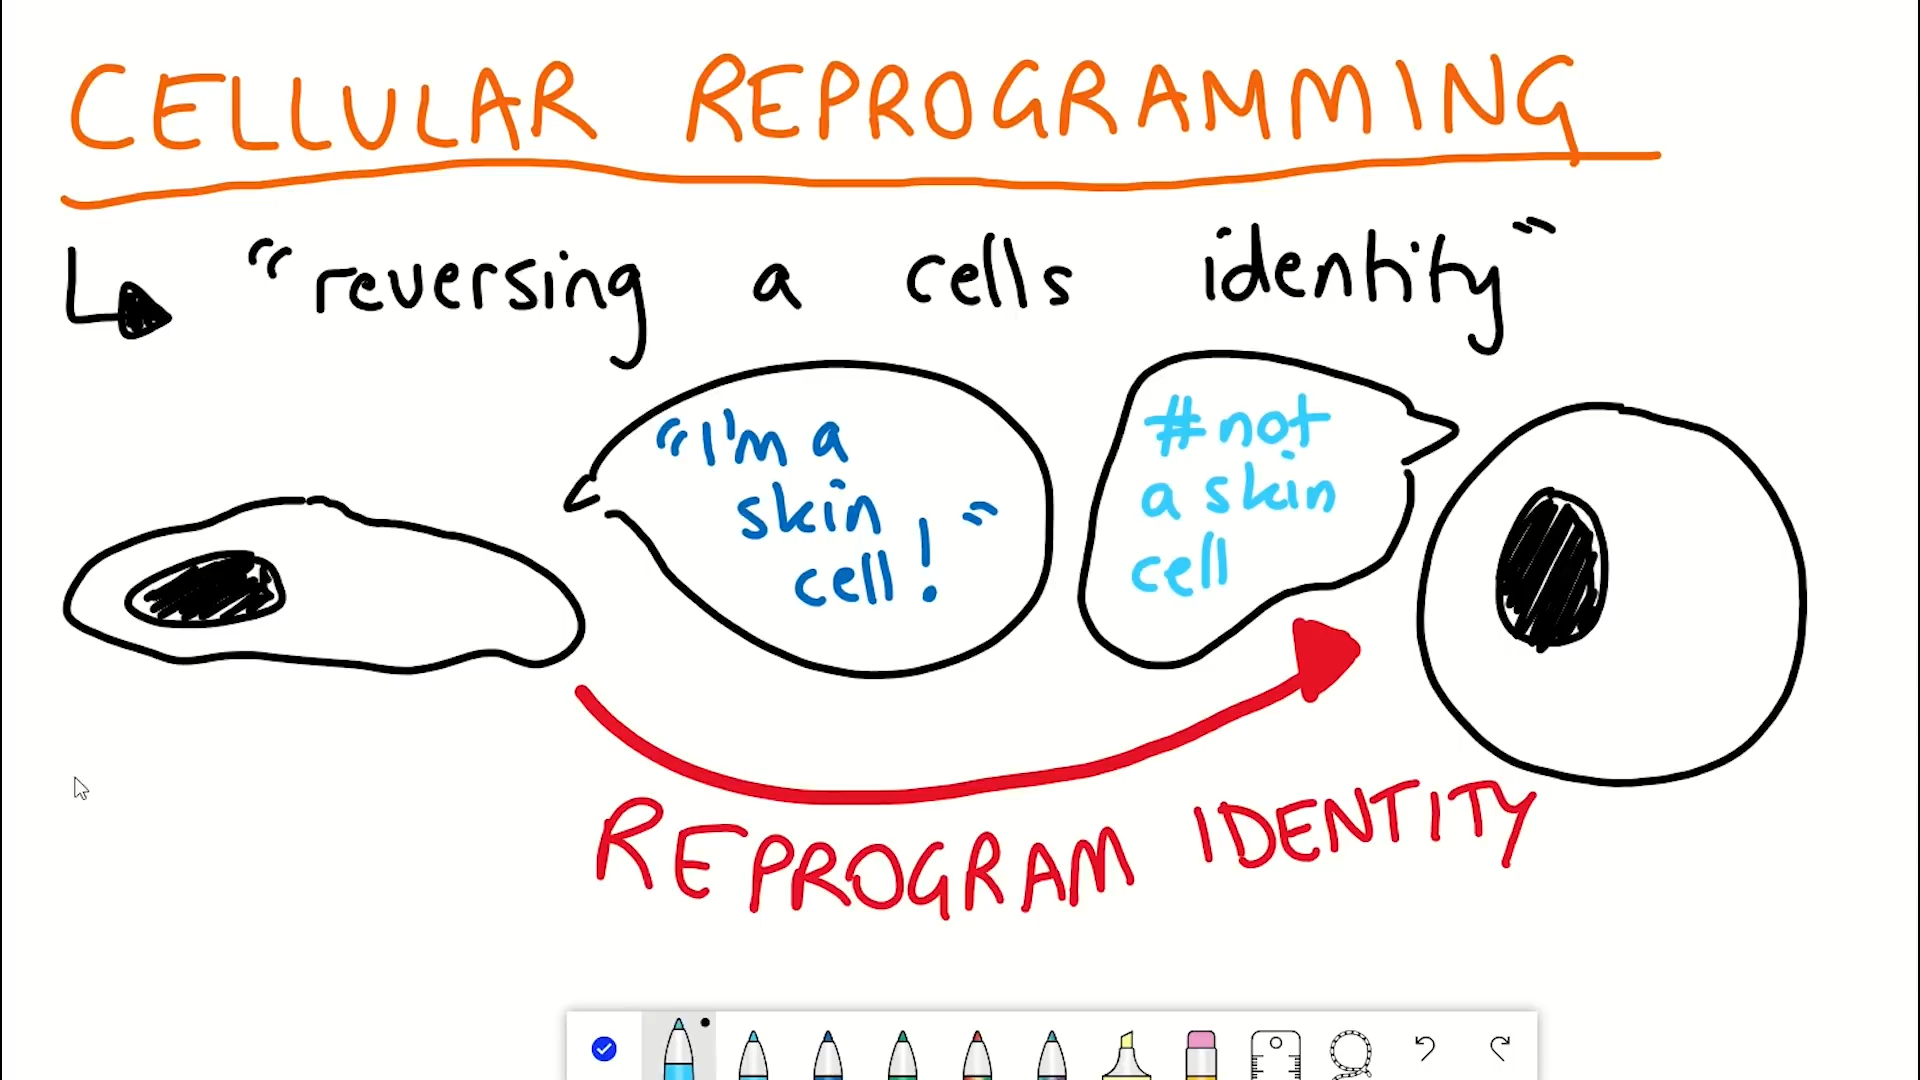 CELLULAR REPROGRAMMING
"reversing a cells identity"
"I'm a
skin
cell!"
#not
a skin
cell
REPROGRAM IDENTITY